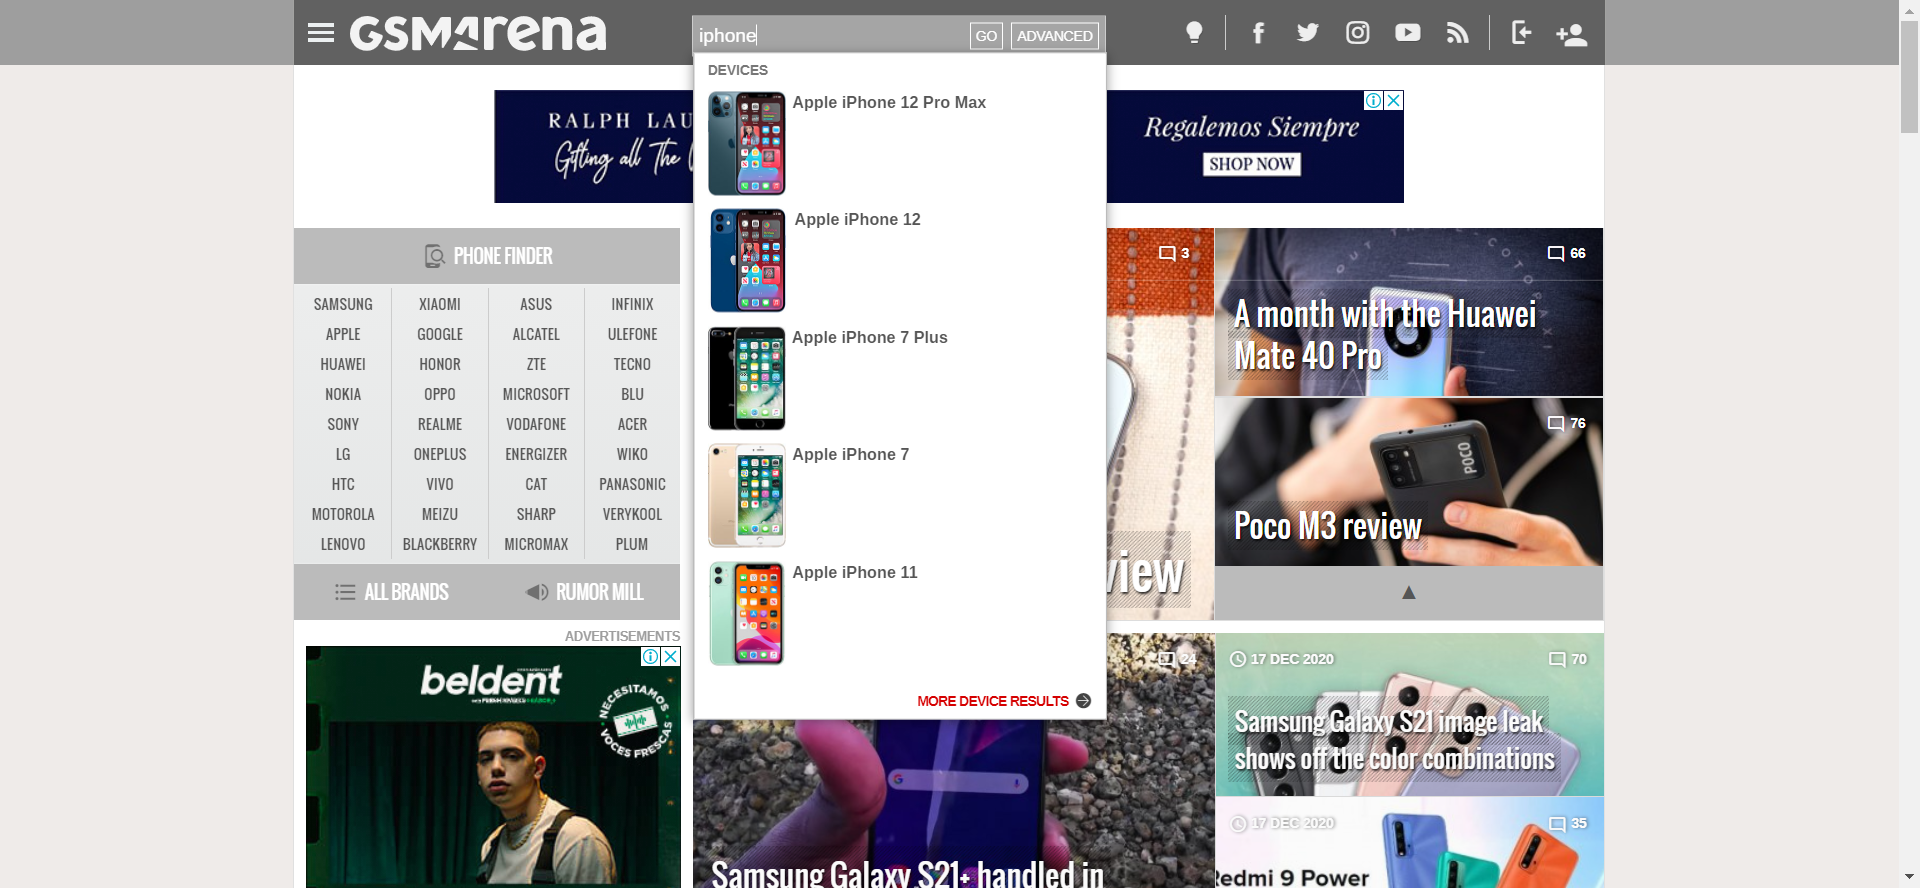 GSMArena
iphone
GO
ADVANCED
DEVICES
Apple iPhone 12 Pro Max
Apple iPhone 12
Apple iPhone 7 Plus
Apple iPhone 7
Apple iPhone 11
MORE DEVICE RESULTS
RALPH LAU
Gifting all The
Regalemos Siempre
SHOP NOW
PHONE FINDER
SAMSUNG XIAOMI ASUS INFINIX
APPLE GOOGLE ALCATEL ULEFONE
HUAWEI HONOR ZTE TECNO
NOKIA OPPO MICROSOFT BLU
SONY REALME VODAFONE ACER
LG ONEPLUS ENERGIZER WIKO
HTC VIVO CAT PANASONIC
MOTOROLA MEIZU SHARP VERYKOOL
LENOVO BLACKBERRY MICROMAX PLUM
ALL BRANDS
RUMOR MILL
ADVERTISEMENTS
beldent
NECESITAMOS
VOCES FRESCAS
3
view
66
A month with the Huawei
Mate 40 Pro
76
POCO
Poco M3 review
24
Samsung Galaxy S21+ handled in
17 DEC 2020
70
Samsung Galaxy S21 image leak
shows off the color combinations
17 DEC 2020
35
Redmi 9 Power